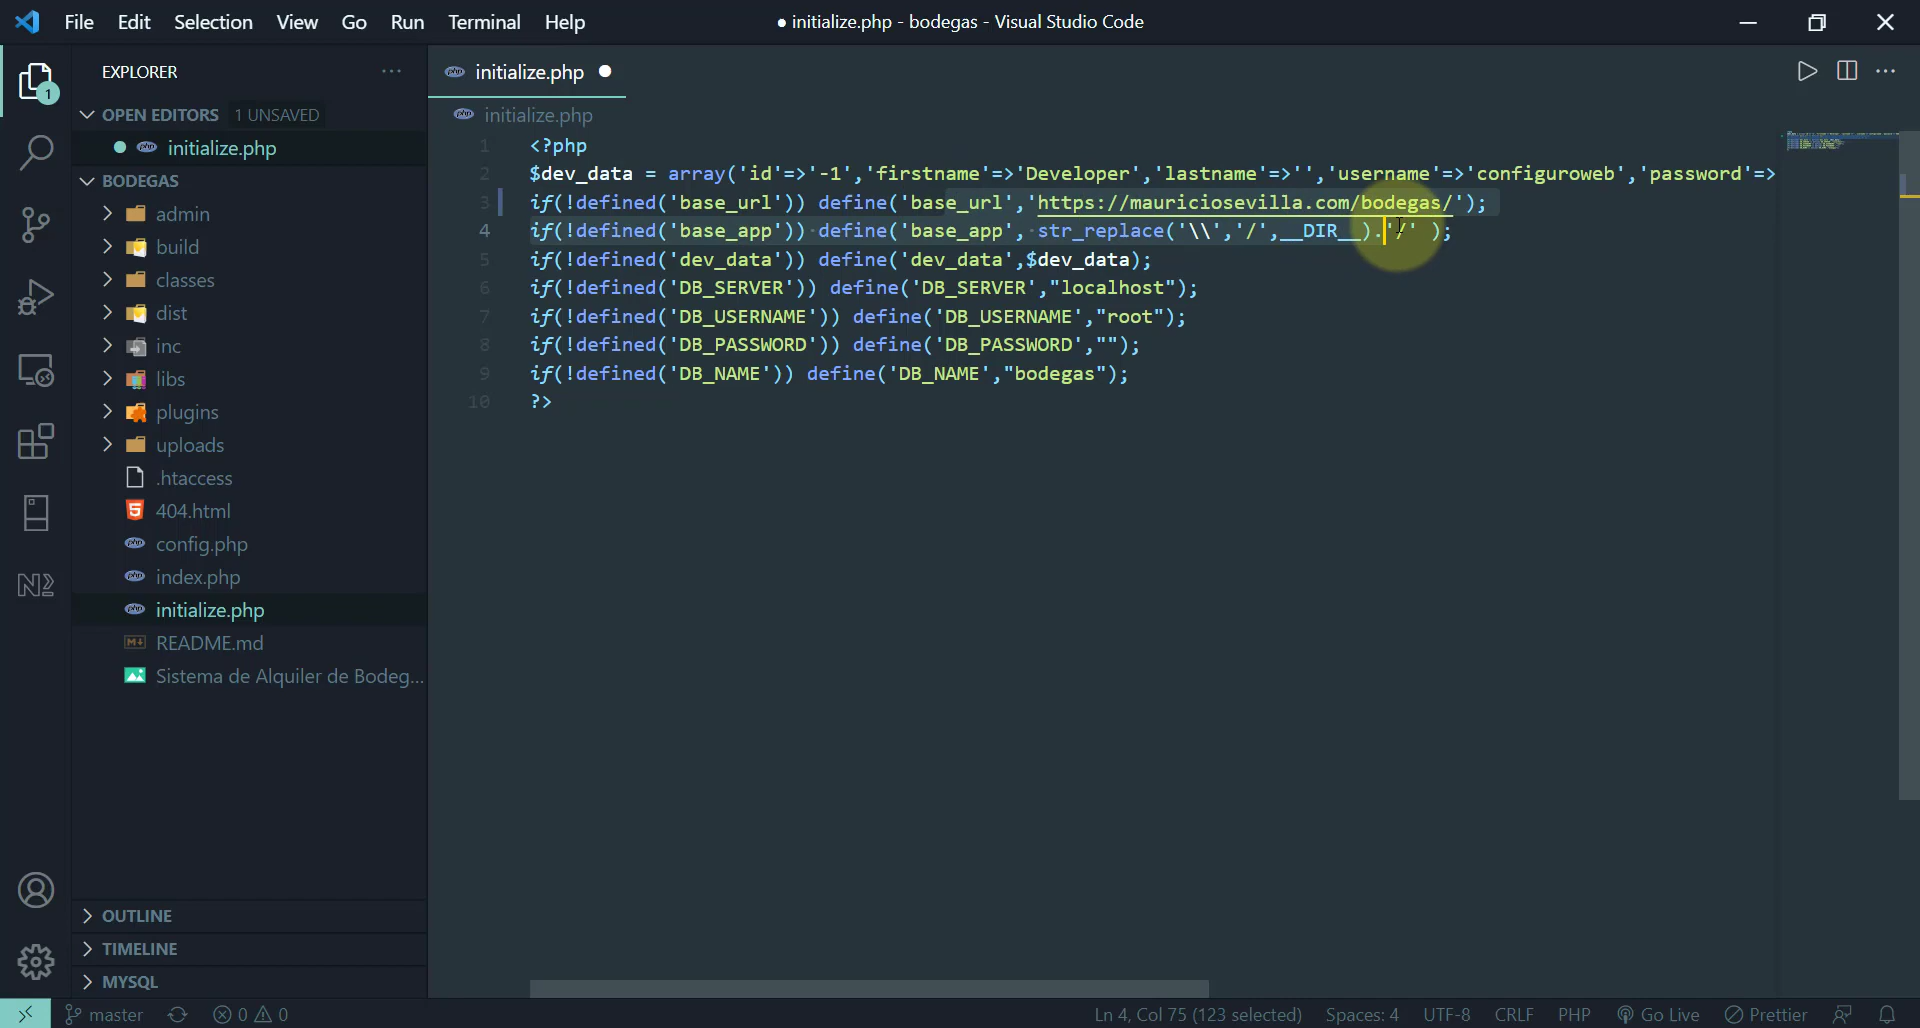 File Edit Selection View Go Run Terminal Help
● initialize.php - bodegas - Visual Studio Code
EXPLORER
1
OPEN EDITORS 1 UNSAVED
initialize.php
BODEGAS
admin
build
classes
dist
inc
libs
plugins
uploads
.htaccess
404.html
config.php
index.php
initialize.php
README.md
Sistema de Alquiler de Bodeg...
OUTLINE
TIMELINE
MYSQL
initialize.php
initialize.php
1 <?php
2 $dev_data = array('id'=>'-1','firstname'=>'Developer','lastname'=>'','username'=>'configuroweb','password'=>
3 if(!defined('base_url')) define('base_url','https://mauriciosevilla.com/bodegas/');
4 if(!defined('base_app')) define('base_app', str_replace('\\','/',__DIR__).'/' );
5 if(!defined('dev_data')) define('dev_data',$dev_data);
6 if(!defined('DB_SERVER')) define('DB_SERVER',"localhost");
7 if(!defined('DB_USERNAME')) define('DB_USERNAME',"root");
8 if(!defined('DB_PASSWORD')) define('DB_PASSWORD',"");
9 if(!defined('DB_NAME')) define('DB_NAME',"bodegas");
10 ?>
master 0 0 Ln 4, Col 75 (123 selected) Spaces: 4 UTF-8 CRLF PHP Go Live Prettier